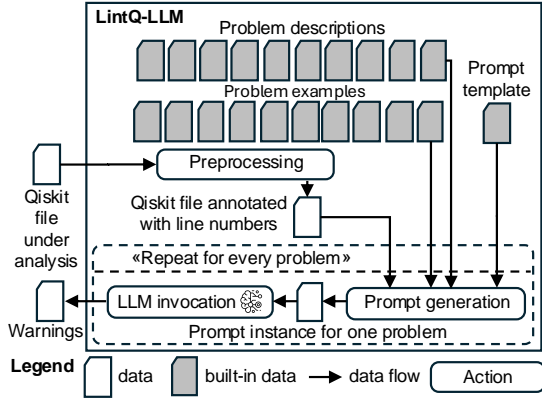 LintQ-LLM
Problem descriptions
Problem examples
Prompt
template
Preprocessing
Qiskit
file
under
analysis
Qiskit file annotated
with line numbers
«Repeat for every problem»
LLM invocation
Prompt generation
Warnings
Prompt instance for one problem
Legend
data
built-in data
data flow
Action